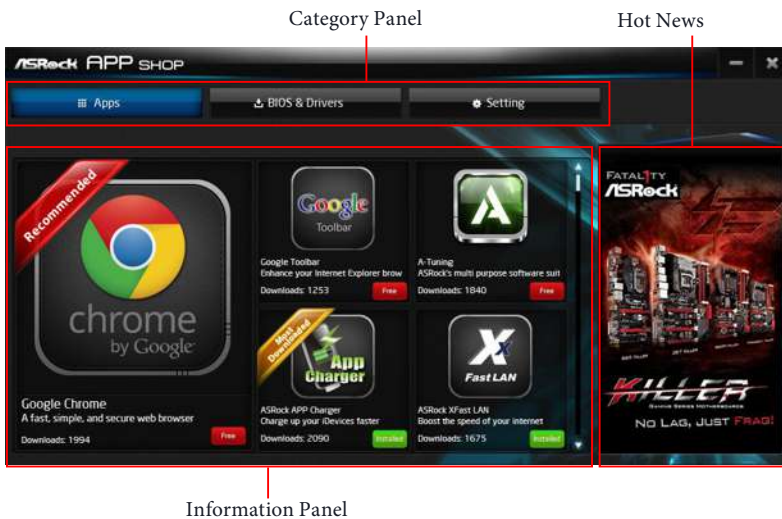 Category Panel
Hot News
ASRock APP SHOP
Apps
BIOS & Drivers
Setting
Recommended
chrome
by Google
Google Chrome
A fast, simple, and secure web browser
Downloads: 1994
Free
Google
Toolbar
Google Toolbar
Enhance your Internet Explorer brow
Downloads: 1253
Free
A-Tuning
ASRock's multi purpose software suit
Downloads: 1840
Free
Most
Downloaded
App
Charger
ASRock APP Charger
Charge up your iDevices faster
Downloads: 2090
Installed
Fast LAN
ASRock XFast LAN
Boost the speed of your internet
Downloads: 1675
Installed
FATAL1TY
ASRock
KILLER
GAMING SERIES MOTHERBOARDS
NO LAG, JUST FRAG!
Information Panel